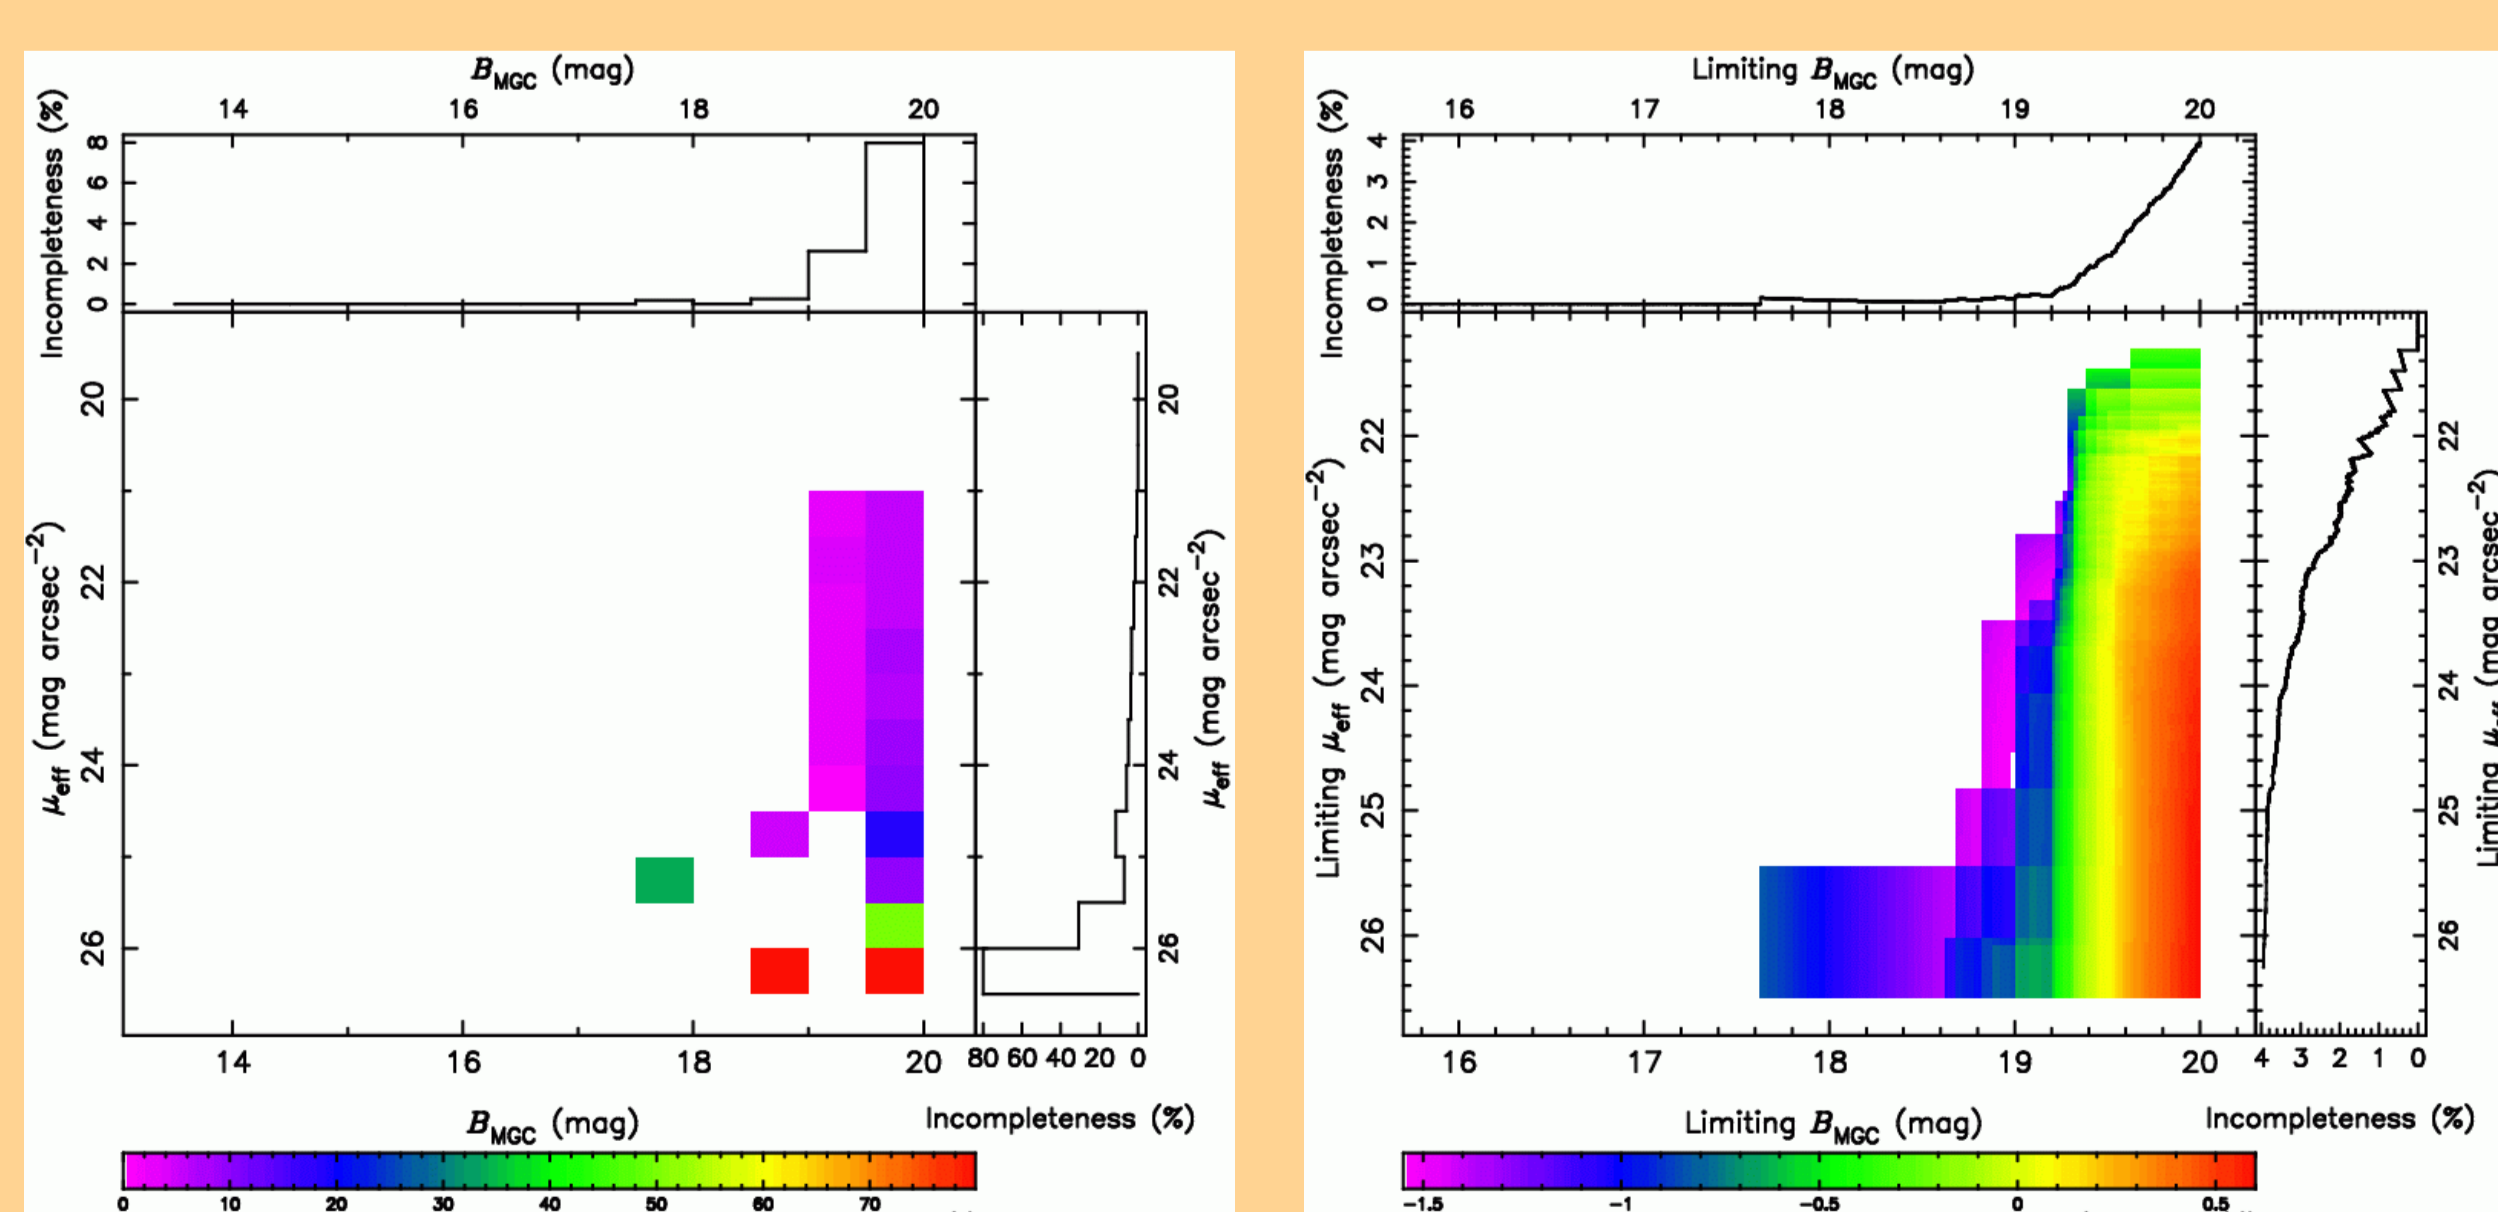 B_MGC (mag)
14 16 18 20
Incompleteness (%)
8
6
4
2
0
μ_eff (mag arcsec^−2)
20
22
24
26
20
22
24
26
μ_eff (mag arcsec^−2)
14 16 18 20
80 60 40 20 0
B_MGC (mag)
Incompleteness (%)
0 10 20 30 40 50 60 70
Limiting B_MGC (mag)
16 17 18 19 20
Incompleteness (%)
4
3
2
1
0
Limiting μ_eff (mag arcsec^−2)
22
23
24
25
26
22
23
24
25
26
Limiting μ_eff (mag arcsec^−2)
16 17 18 19 20
4 3 2 1 0
Limiting B_MGC (mag)
Incompleteness (%)
−1.5 −1 −0.5 0 0.5